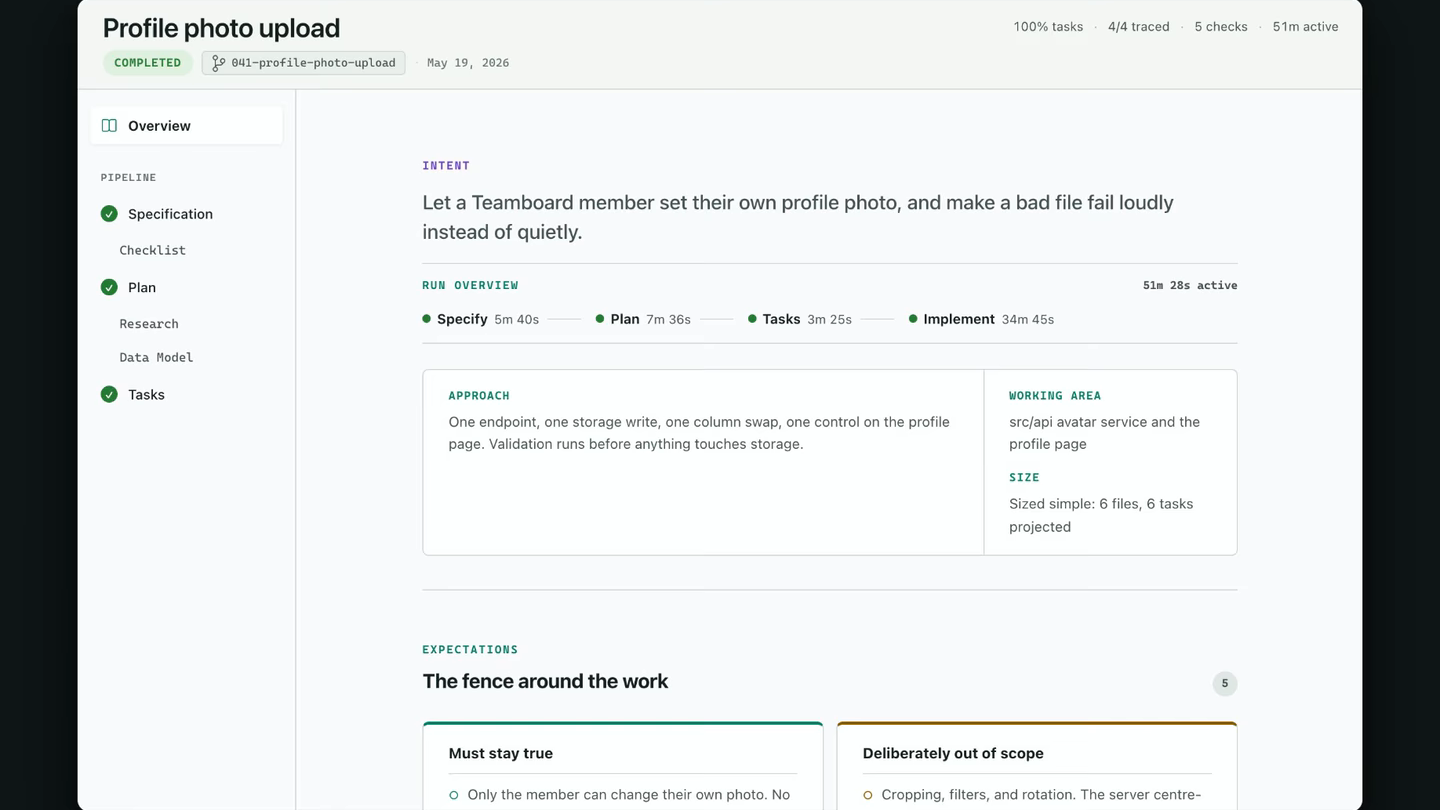 Profile photo upload
100% tasks · 4/4 traced · 5 checks · 51m active
COMPLETED 041-profile-photo-upload · May 19, 2026
Overview
PIPELINE
Specification
Checklist
Plan
Research
Data Model
Tasks
INTENT
Let a Teamboard member set their own profile photo, and make a bad file fail loudly
instead of quietly.
RUN OVERVIEW
51m 28s active
Specify 5m 40s
Plan 7m 36s
Tasks 3m 25s
Implement 34m 45s
APPROACH
One endpoint, one storage write, one column swap, one control on the profile
page. Validation runs before anything touches storage.
WORKING AREA
src/api avatar service and the
profile page
SIZE
Sized simple: 6 files, 6 tasks
projected
EXPECTATIONS
The fence around the work
5
Must stay true
Only the member can change their own photo. No
Deliberately out of scope
Cropping, filters, and rotation. The server centre-